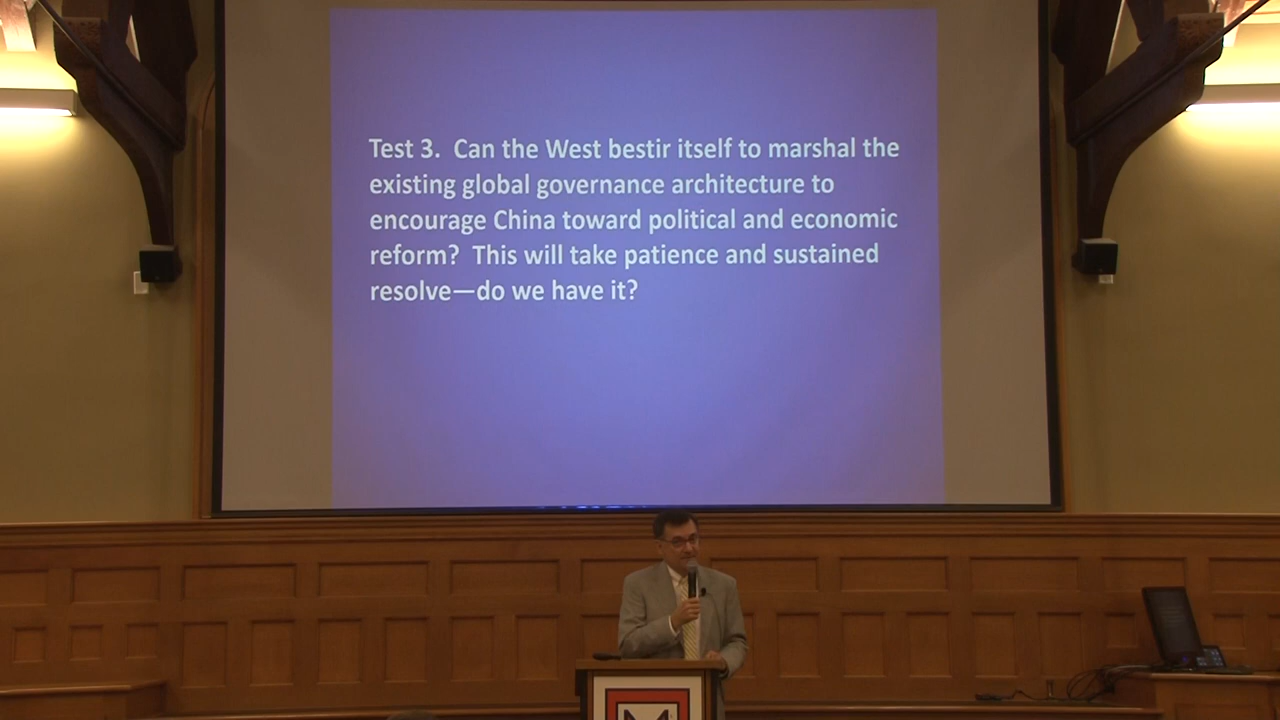 Test 3.  Can the West bestir itself to marshal the
existing global governance architecture to
encourage China toward political and economic
reform?  This will take patience and sustained
resolve—do we have it?
M